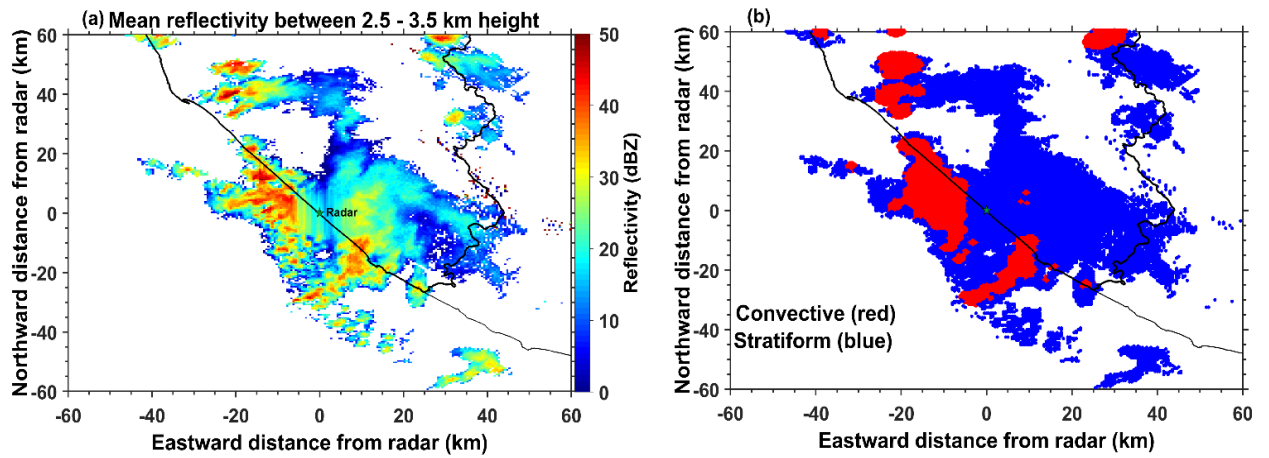 (a) Mean reflectivity between 2.5 - 3.5 km height
60
40
20
0
-20
-40
-60
Northward distance from radar (km)
Radar
-60 -40 -20 0 20 40 60
Eastward distance from radar (km)
50
40
30
20
10
0
Reflectivity (dBZ)
(b)
60
40
20
0
-20
-40
-60
Northward distance from radar (km)
Convective (red)
Stratiform (blue)
-60 -40 -20 0 20 40 60
Eastward distance from radar (km)